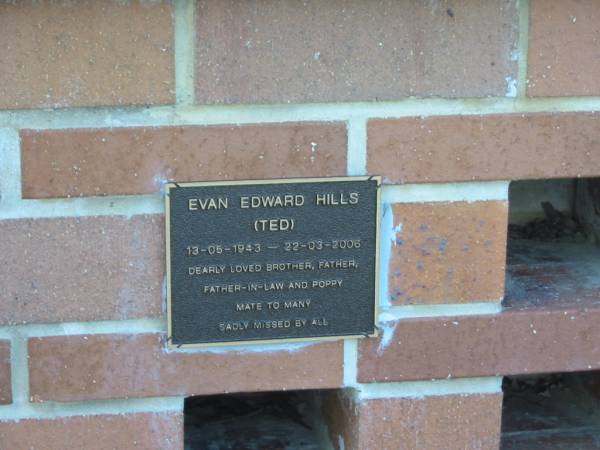 EVAN EDWARD HILLS
(TED)
13-05-1943 — 22-03-2006
DEARLY LOVED BROTHER, FATHER,
FATHER-IN-LAW AND POPPY
MATE TO MANY
SADLY MISSED BY ALL